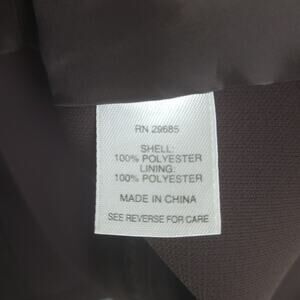 RN 29685
SHELL:
100% POLYESTER
LINING:
100% POLYESTER
MADE IN CHINA
SEE REVERSE FOR CARE